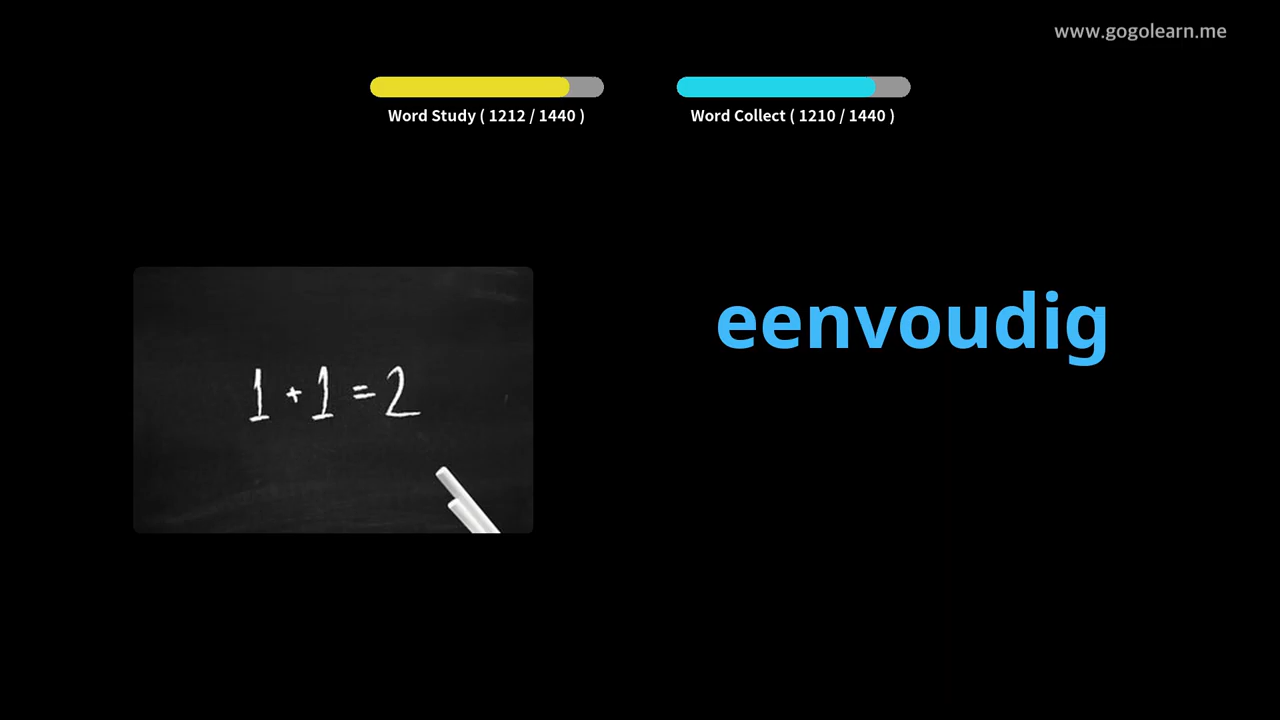 www.gogolearn.me
Word Study ( 1212 / 1440 )
Word Collect ( 1210 / 1440 )
eenvoudig
1 + 1 = 2